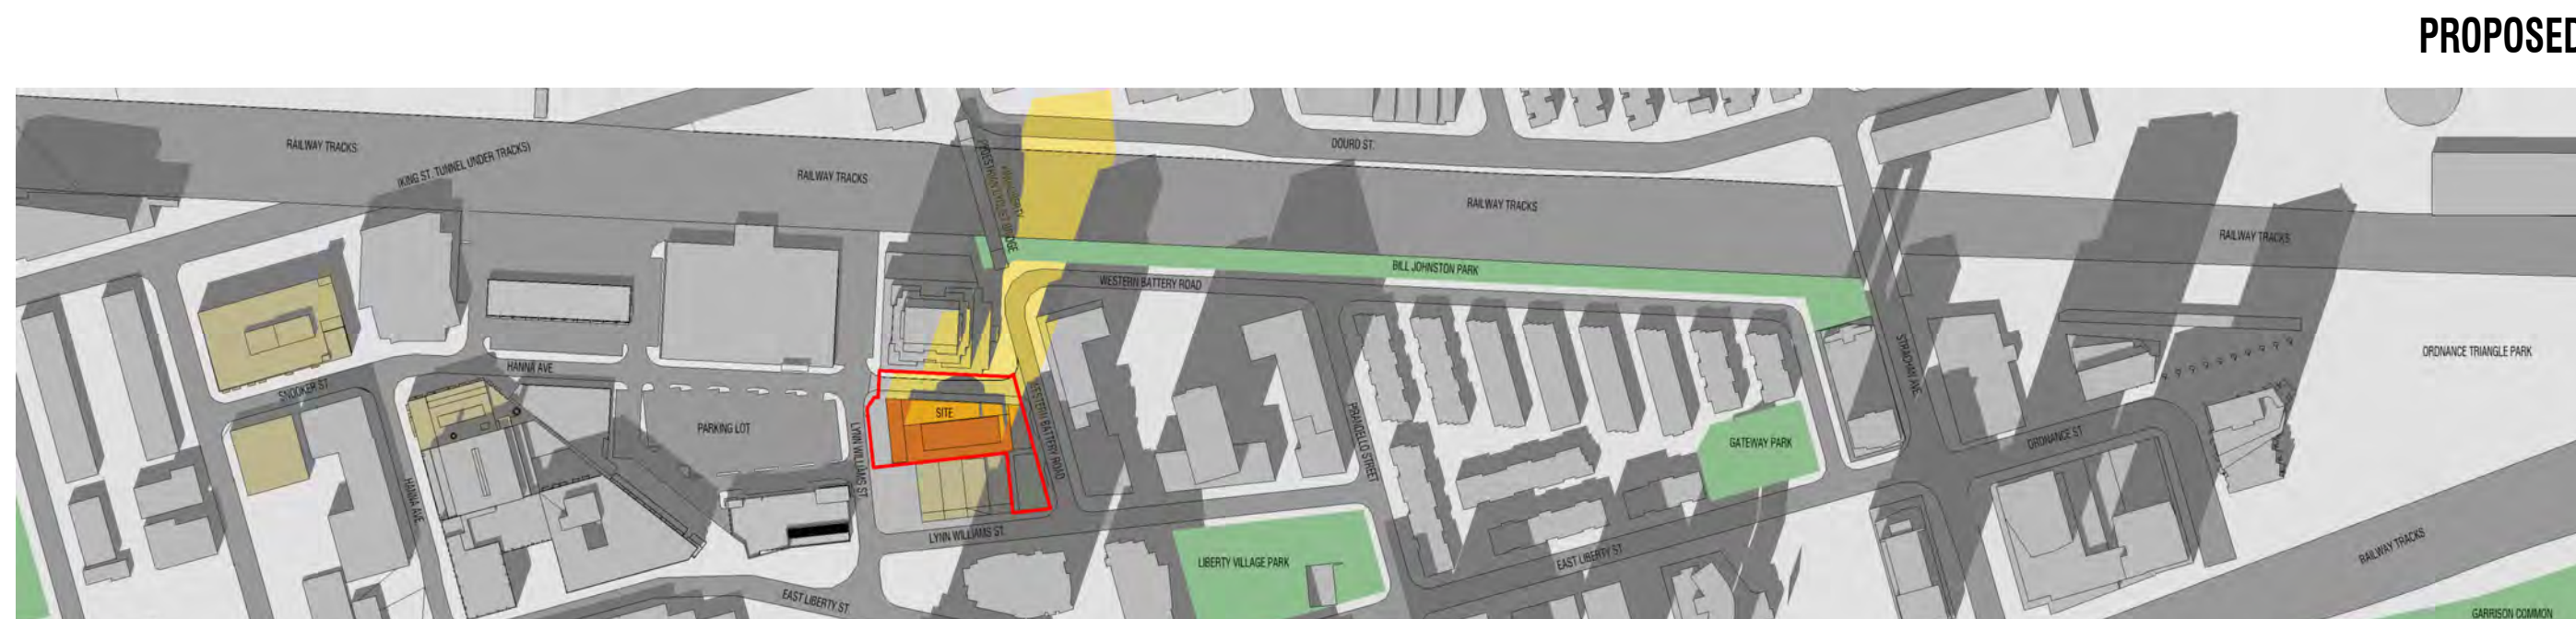 PROPOSED
RAILWAY TRACKS
(KING ST. TUNNEL UNDER TRACKS)
RAILWAY TRACKS
DOURO ST.
RAILWAY TRACKS
RAILWAY TRACKS
BILL JOHNSTON PARK
WESTERN BATTERY ROAD
HANNA AVE.
SNOOKER ST.
PARKING LOT
SITE
LYNN WILLIAMS ST.
WESTERN BATTERY ROAD
PIRANDELLO STREET
GATEWAY PARK
STRACHAN AVE.
ORDNANCE TRIANGLE PARK
ORDNANCE ST.
HANNA AVE.
LYNN WILLIAMS ST.
LIBERTY VILLAGE PARK
EAST LIBERTY ST.
EAST LIBERTY ST.
RAILWAY TRACKS
GARRISON COMMON